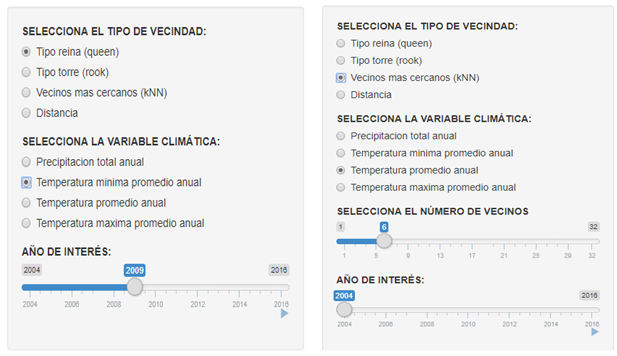 SELECCIONA EL TIPO DE VECINDAD:
Tipo reina (queen)
Tipo torre (rook)
Vecinos mas cercanos (kNN)
Distancia
SELECCIONA LA VARIABLE CLIMÁTICA:
Precipitacion total anual
Temperatura minima promedio anual
Temperatura promedio anual
Temperatura maxima promedio anual
AÑO DE INTERÉS:
2004 2009 2016
2004 2006 2008 2010 2012 2014 2016
SELECCIONA EL TIPO DE VECINDAD:
Tipo reina (queen)
Tipo torre (rook)
Vecinos mas cercanos (kNN)
Distancia
SELECCIONA LA VARIABLE CLIMÁTICA:
Precipitacion total anual
Temperatura minima promedio anual
Temperatura promedio anual
Temperatura maxima promedio anual
SELECCIONA EL NÚMERO DE VECINOS
1 6 32
1 5 9 13 17 21 25 29 32
AÑO DE INTERÉS:
2004 2016
2004 2006 2008 2010 2012 2014 2016